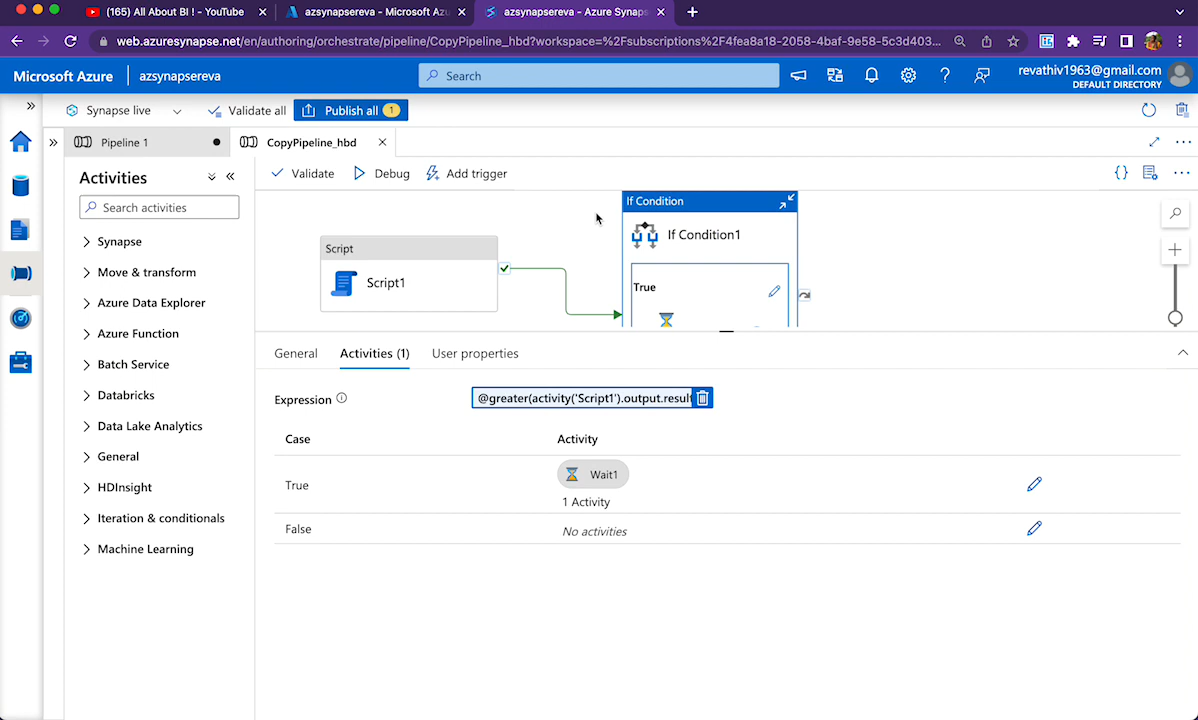 (165) All About BI ! - YouTube
azsynapsereva - Microsoft Azu
azsynapsereva - Azure Synaps
web.azuresynapse.net/en/authoring/orchestrate/pipeline/CopyPipeline_hbd?workspace=%2Fsubscriptions%2F4fea8a18-2058-4baf-9e58-5c3d403...
Microsoft Azure
azsynapsereva
Search
revathiv1963@gmail.com
DEFAULT DIRECTORY
Synapse live
Validate all
Publish all 1
Pipeline 1
CopyPipeline_hbd
Activities
Search activities
Synapse
Move & transform
Azure Data Explorer
Azure Function
Batch Service
Databricks
Data Lake Analytics
General
HDInsight
Iteration & conditionals
Machine Learning
Validate
Debug
Add trigger
Script
Script1
If Condition
If Condition1
True
General
Activities (1)
User properties
Expression
@greater(activity('Script1').output.result
Case
Activity
True
Wait1
1 Activity
False
No activities